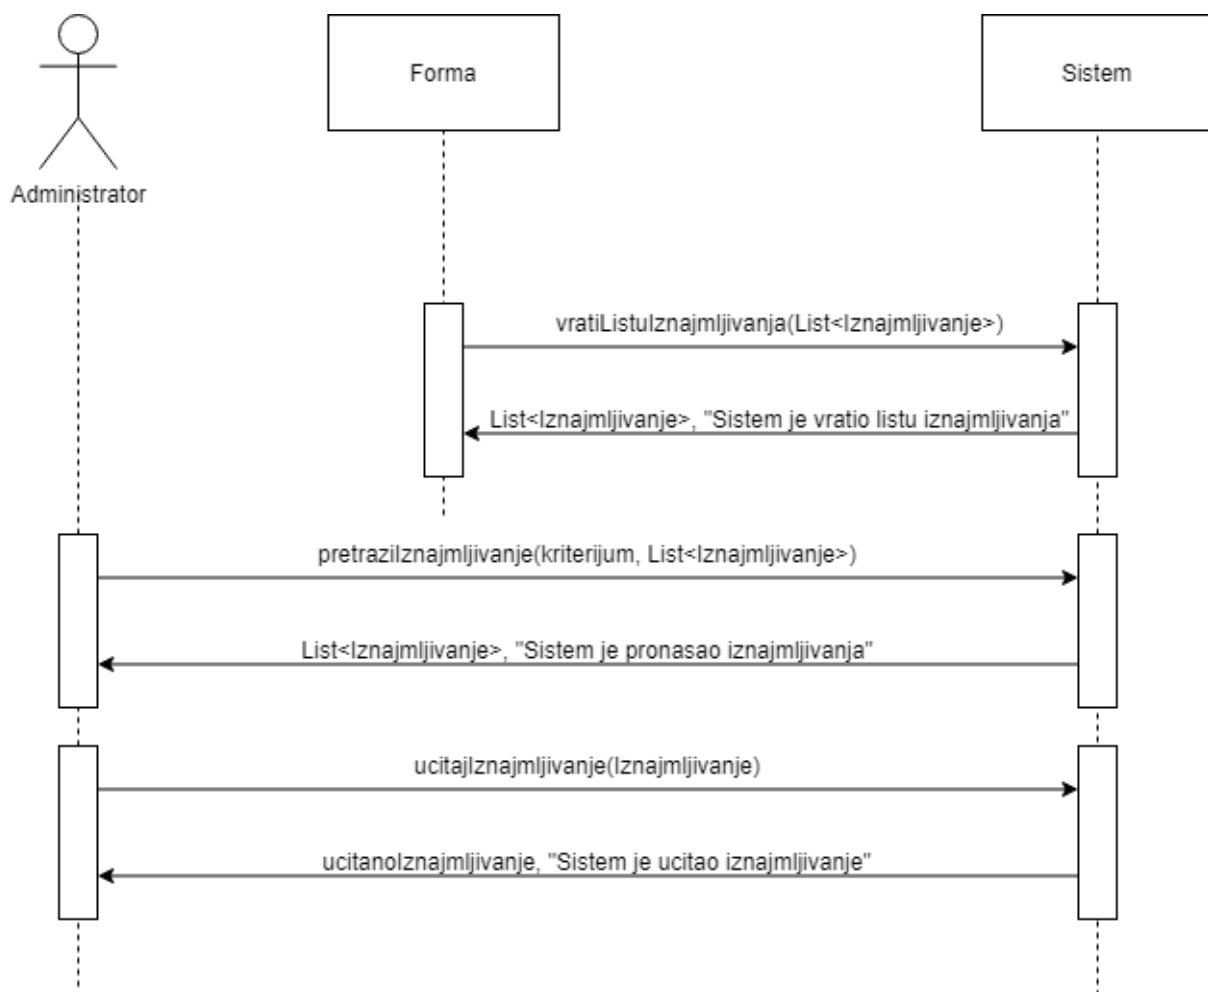 Forma
Sistem
Administrator
vratiListuIznajmljivanja(List<Iznajmljivanje>)
List<Iznajmljivanje>, "Sistem je vratio listu iznajmljivanja"
pretraziIznajmljivanje(kriterijum, List<Iznajmljivanje>)
List<Iznajmljivanje>, "Sistem je pronasao iznajmljivanja"
ucitajIznajmljivanje(Iznajmljivanje)
ucitanoIznajmljivanje, "Sistem je ucitao iznajmljivanje"